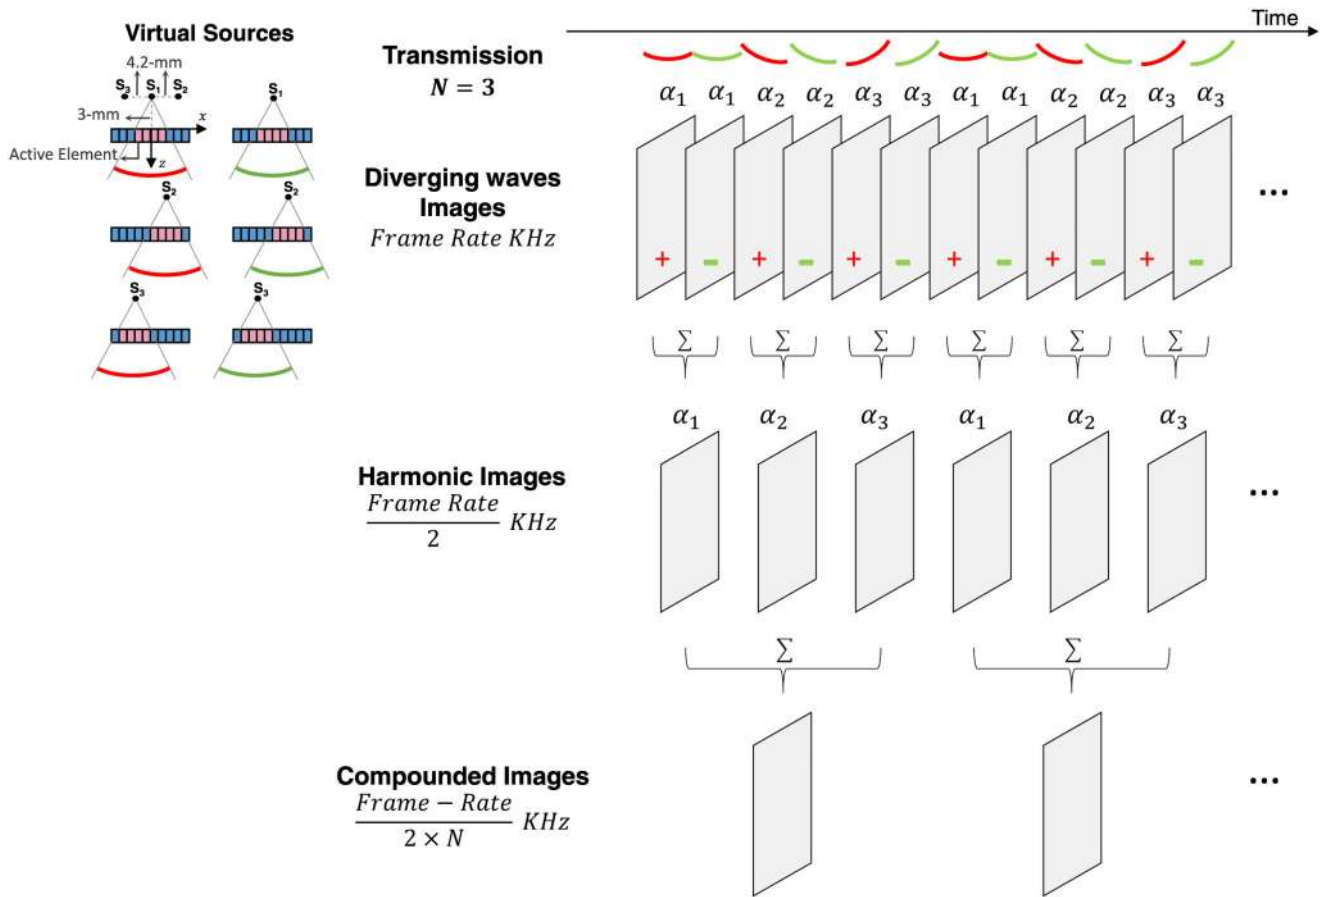 Virtual Sources
4.2-mm
S₃ S₁ S₂
3-mm
x
Active Element
z
S₁
S₂
S₂
S₃
S₃
Time
Transmission
N = 3
α₁ α₁ α₂ α₂ α₃ α₃ α₁ α₁ α₂ α₂ α₃ α₃
Diverging waves
Images
Frame Rate KHz
+ - + - + - + - + - + -
...
Σ Σ Σ Σ Σ Σ
α₁ α₂ α₃ α₁ α₂ α₃
Harmonic Images
Frame Rate
2
KHz
...
Σ Σ
Compounded Images
Frame − Rate
2 × N
KHz
...